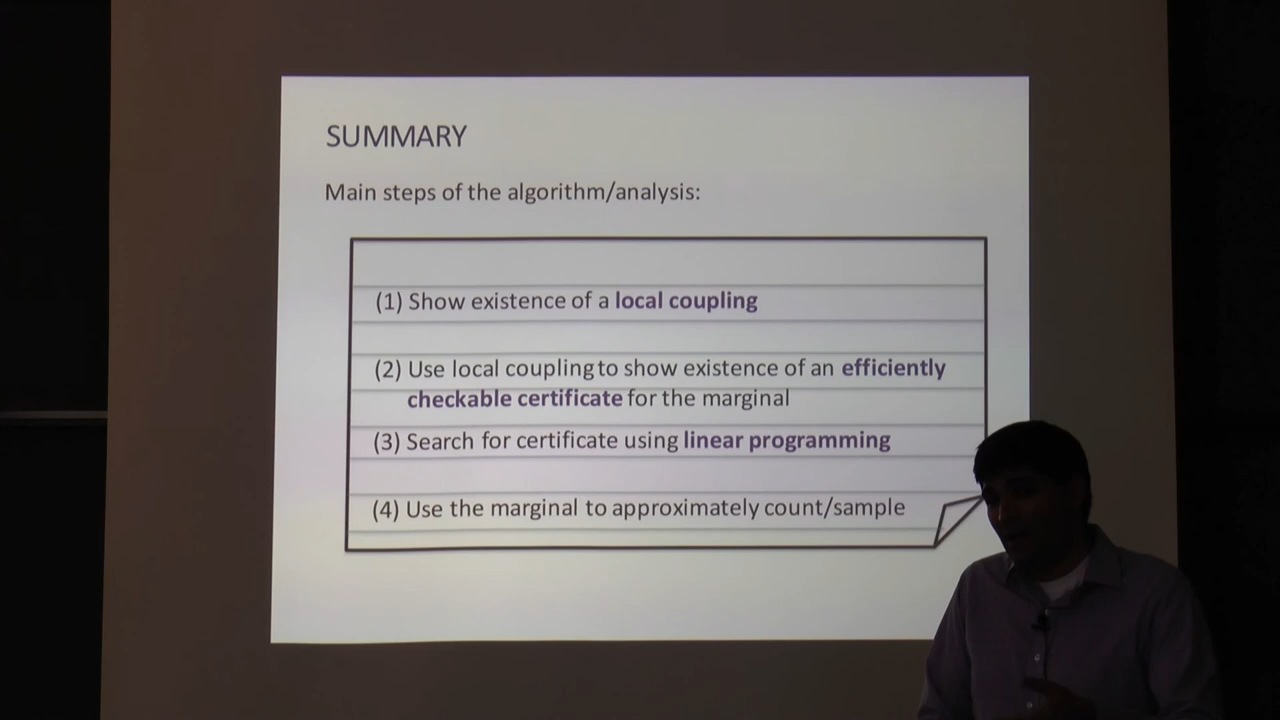 SUMMARY
Main steps of the algorithm/analysis:
(1) Show existence of a local coupling
(2) Use local coupling to show existence of an efficiently
checkable certificate for the marginal
(3) Search for certificate using linear programming
(4) Use the marginal to approximately count/sample